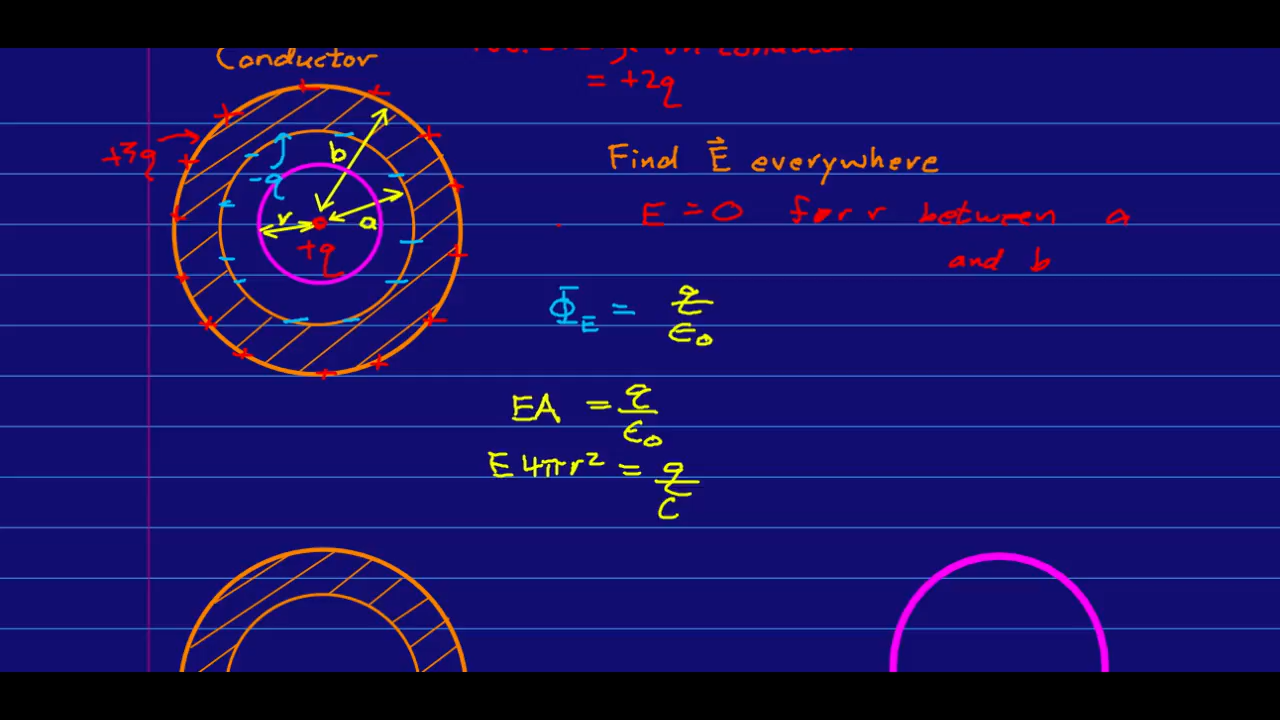 Conductor
= +2q
+3q
b
-q
r
a
+q
Find E⃗ everywhere
E = 0 for r between a
and b
Φ_E = q/ϵ₀
EA = q/ϵ₀
E 4πr² = q/C